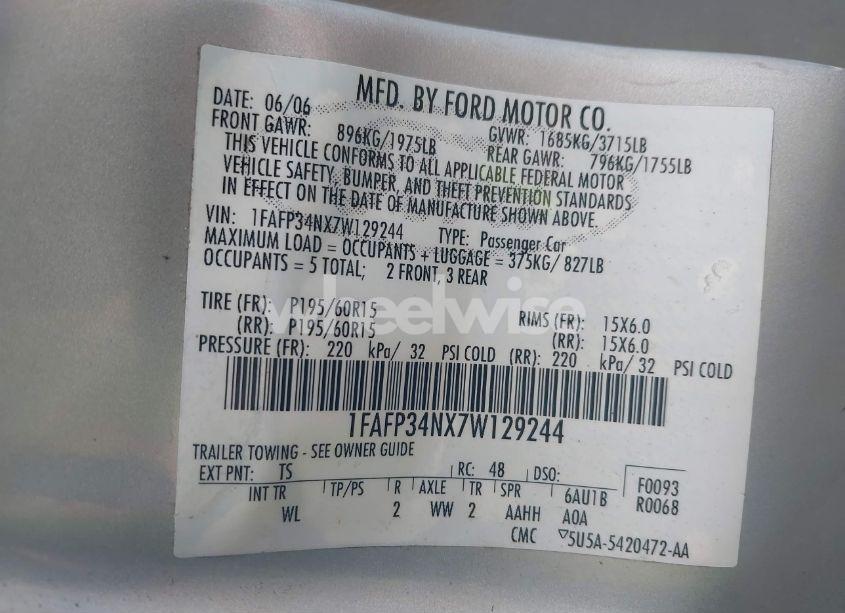 MFD. BY FORD MOTOR CO.
DATE: 06/06 GVWR: 1685KG/3715LB
FRONT GAWR: 896KG/1975LB REAR GAWR: 796KG/1755LB
THIS VEHICLE CONFORMS TO ALL APPLICABLE FEDERAL MOTOR
VEHICLE SAFETY, BUMPER, AND THEFT PREVENTION STANDARDS
IN EFFECT ON THE DATE OF MANUFACTURE SHOWN ABOVE.
VIN: 1FAFP34NX7W129244 TYPE: Passenger Car
MAXIMUM LOAD = OCCUPANTS + LUGGAGE = 375KG/ 827LB
OCCUPANTS = 5 TOTAL; 2 FRONT, 3 REAR
wheelwise
TIRE (FR): P195/60R15 RIMS (FR): 15X6.0
(RR): P195/60R15 (RR): 15X6.0
PRESSURE (FR): 220 kPa/ 32 PSI COLD (RR): 220 kPa/ 32 PSI COLD
1FAFP34NX7W129244
TRAILER TOWING - SEE OWNER GUIDE
EXT PNT: TS RC: 48 DSO: F0093
INT TR TP/PS R AXLE TR SPR 6AU1B R0068
WL 2 WW 2 AAHH A0A
CMC ▽5U5A-5420472-AA